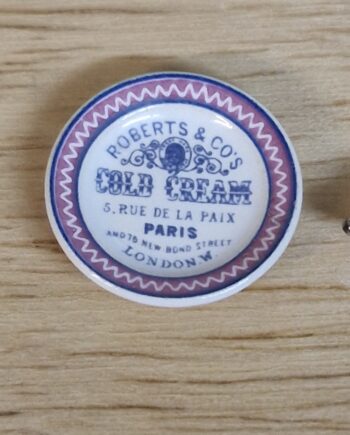 ROBERTS & CO'S
COLD CREAM
5, RUE DE LA PAIX
PARIS
AND 76 NEW BOND STREET
LONDON.W.